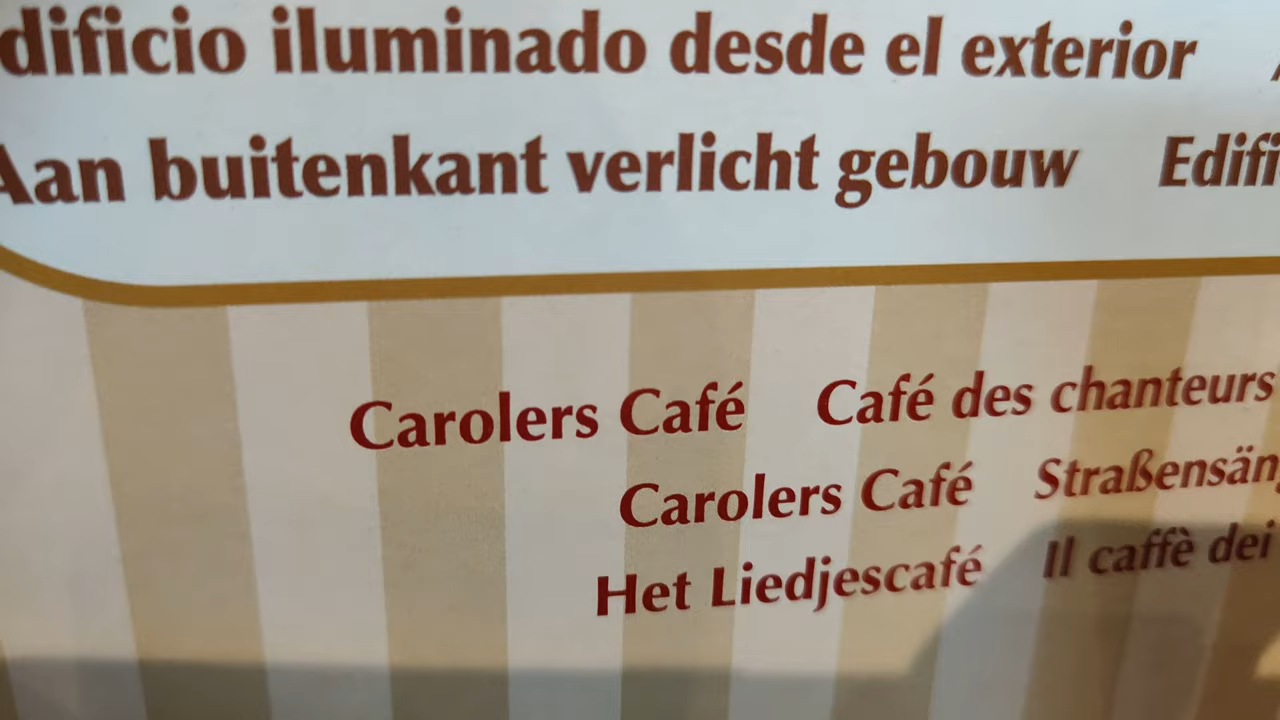 dificio iluminado desde el exterior
Aan buitenkant verlicht gebouw Edifi
Carolers Café Café des chanteurs
Carolers Café Straßensän
Het Liedjescafé Il caffè dei